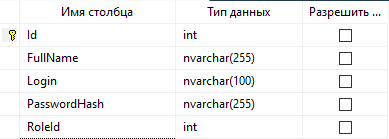 Имя столбца Тип данных Разрешить ...
Id int
FullName nvarchar(255)
Login nvarchar(100)
PasswordHash nvarchar(255)
RoleId int